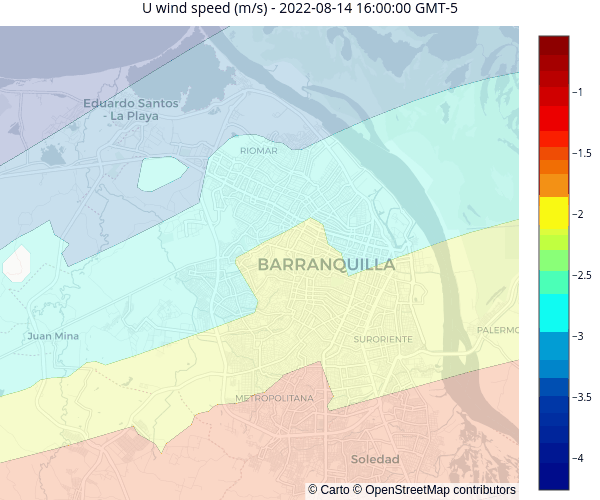 U wind speed (m/s) - 2022-08-14 16:00:00 GMT-5
Eduardo Santos
- La Playa
RIOMAR
BARRANQUILLA
Juan Mina
SURORIENTE
PALERMO
METROPOLITANA
Soledad
−1
−1.5
−2
−2.5
−3
−3.5
−4
© Carto © OpenStreetMap contributors